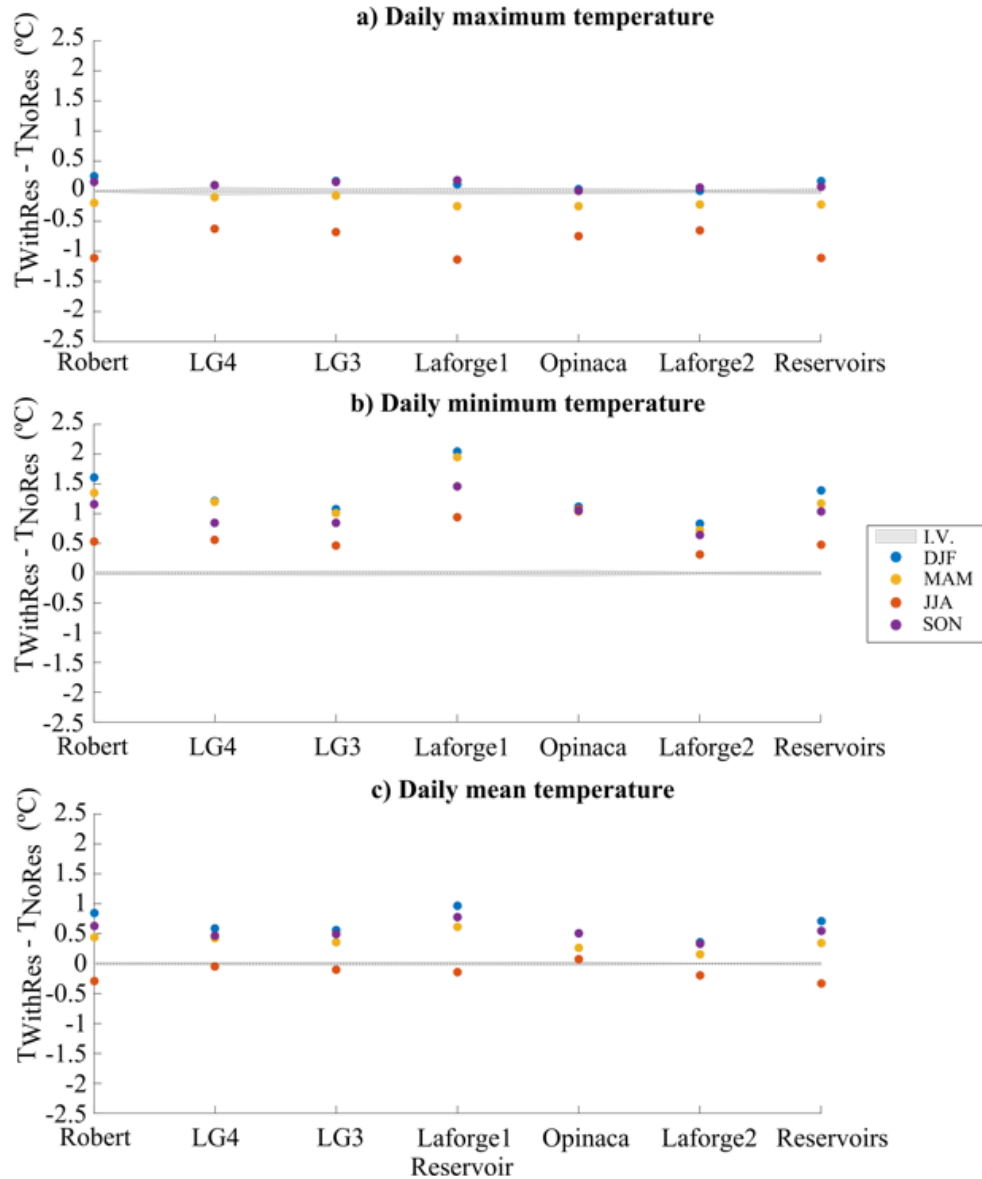 a) Daily maximum temperature
TWithRes - TNoRes (ºC)
2.5
2
1.5
1
0.5
0
-0.5
-1
-1.5
-2
-2.5
Robert LG4 LG3 Laforge1 Opinaca Laforge2 Reservoirs
b) Daily minimum temperature
TWithRes - TNoRes (ºC)
2.5
2
1.5
1
0.5
0
-0.5
-1
-1.5
-2
-2.5
Robert LG4 LG3 Laforge1 Opinaca Laforge2 Reservoirs
I.V.
DJF
MAM
JJA
SON
c) Daily mean temperature
TWithRes - TNoRes (ºC)
2.5
2
1.5
1
0.5
0
-0.5
-1
-1.5
-2
-2.5
Robert LG4 LG3 Laforge1 Opinaca Laforge2 Reservoirs
Reservoir